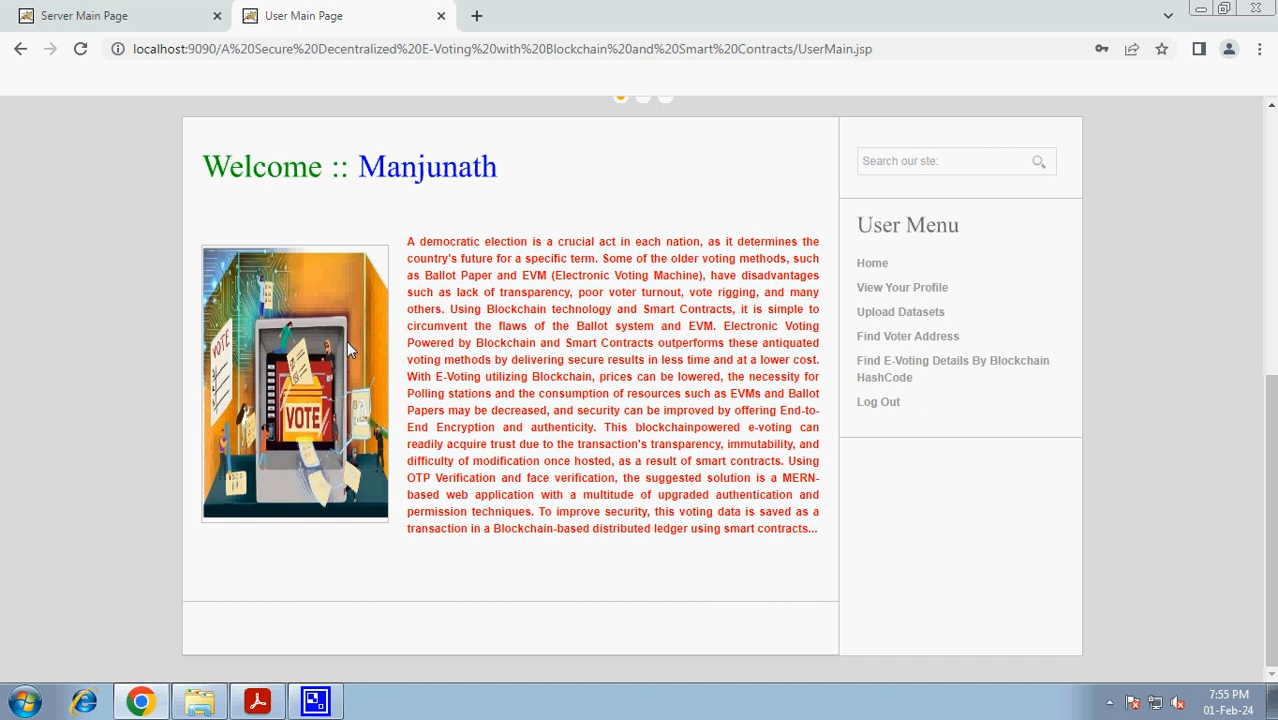 Server Main Page
User Main Page
localhost:9090/A%20Secure%20Decentralized%20E-Voting%20with%20Blockchain%20and%20Smart%20Contracts/UserMain.jsp
Welcome :: Manjunath
Search our ste:
User Menu
Home
View Your Profile
Upload Datasets
Find Voter Address
Find E-Voting Details By Blockchain
HashCode
Log Out
VOTE
VOTE
A democratic election is a crucial act in each nation, as it determines the
country's future for a specific term. Some of the older voting methods, such
as Ballot Paper and EVM (Electronic Voting Machine), have disadvantages
such as lack of transparency, poor voter turnout, vote rigging, and many
others. Using Blockchain technology and Smart Contracts, it is simple to
circumvent the flaws of the Ballot system and EVM. Electronic Voting
Powered by Blockchain and Smart Contracts outperforms these antiquated
voting methods by delivering secure results in less time and at a lower cost.
With E-Voting utilizing Blockchain, prices can be lowered, the necessity for
Polling stations and the consumption of resources such as EVMs and Ballot
Papers may be decreased, and security can be improved by offering End-to-
End Encryption and authenticity. This blockchainpowered e-voting can
readily acquire trust due to the transaction's transparency, immutability, and
difficulty of modification once hosted, as a result of smart contracts. Using
OTP Verification and face verification, the suggested solution is a MERN-
based web application with a multitude of upgraded authentication and
permission techniques. To improve security, this voting data is saved as a
transaction in a Blockchain-based distributed ledger using smart contracts...
7:55 PM
01-Feb-24